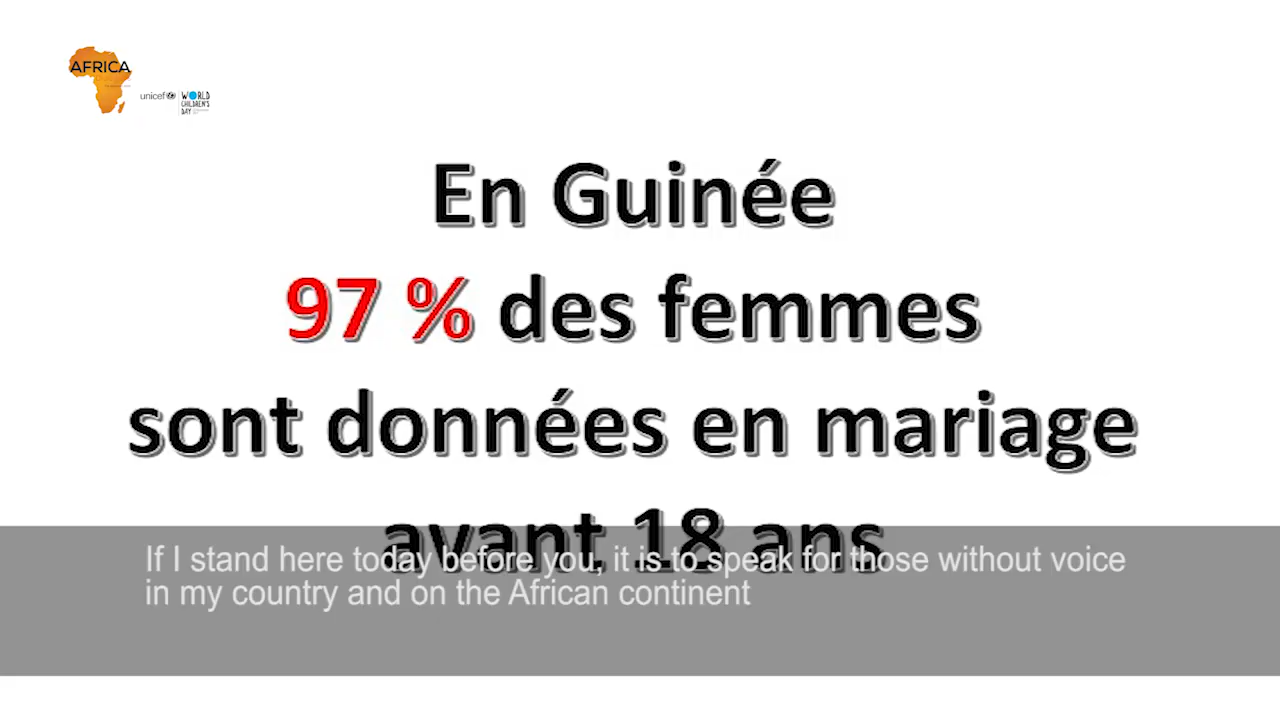 AFRICA
unicef
WORLD
CHILDREN'S
DAY
En Guinée
97 % des femmes
sont données en mariage
avant 18 ans
If I stand here today before you, it is to speak for those without voice
in my country and on the African continent